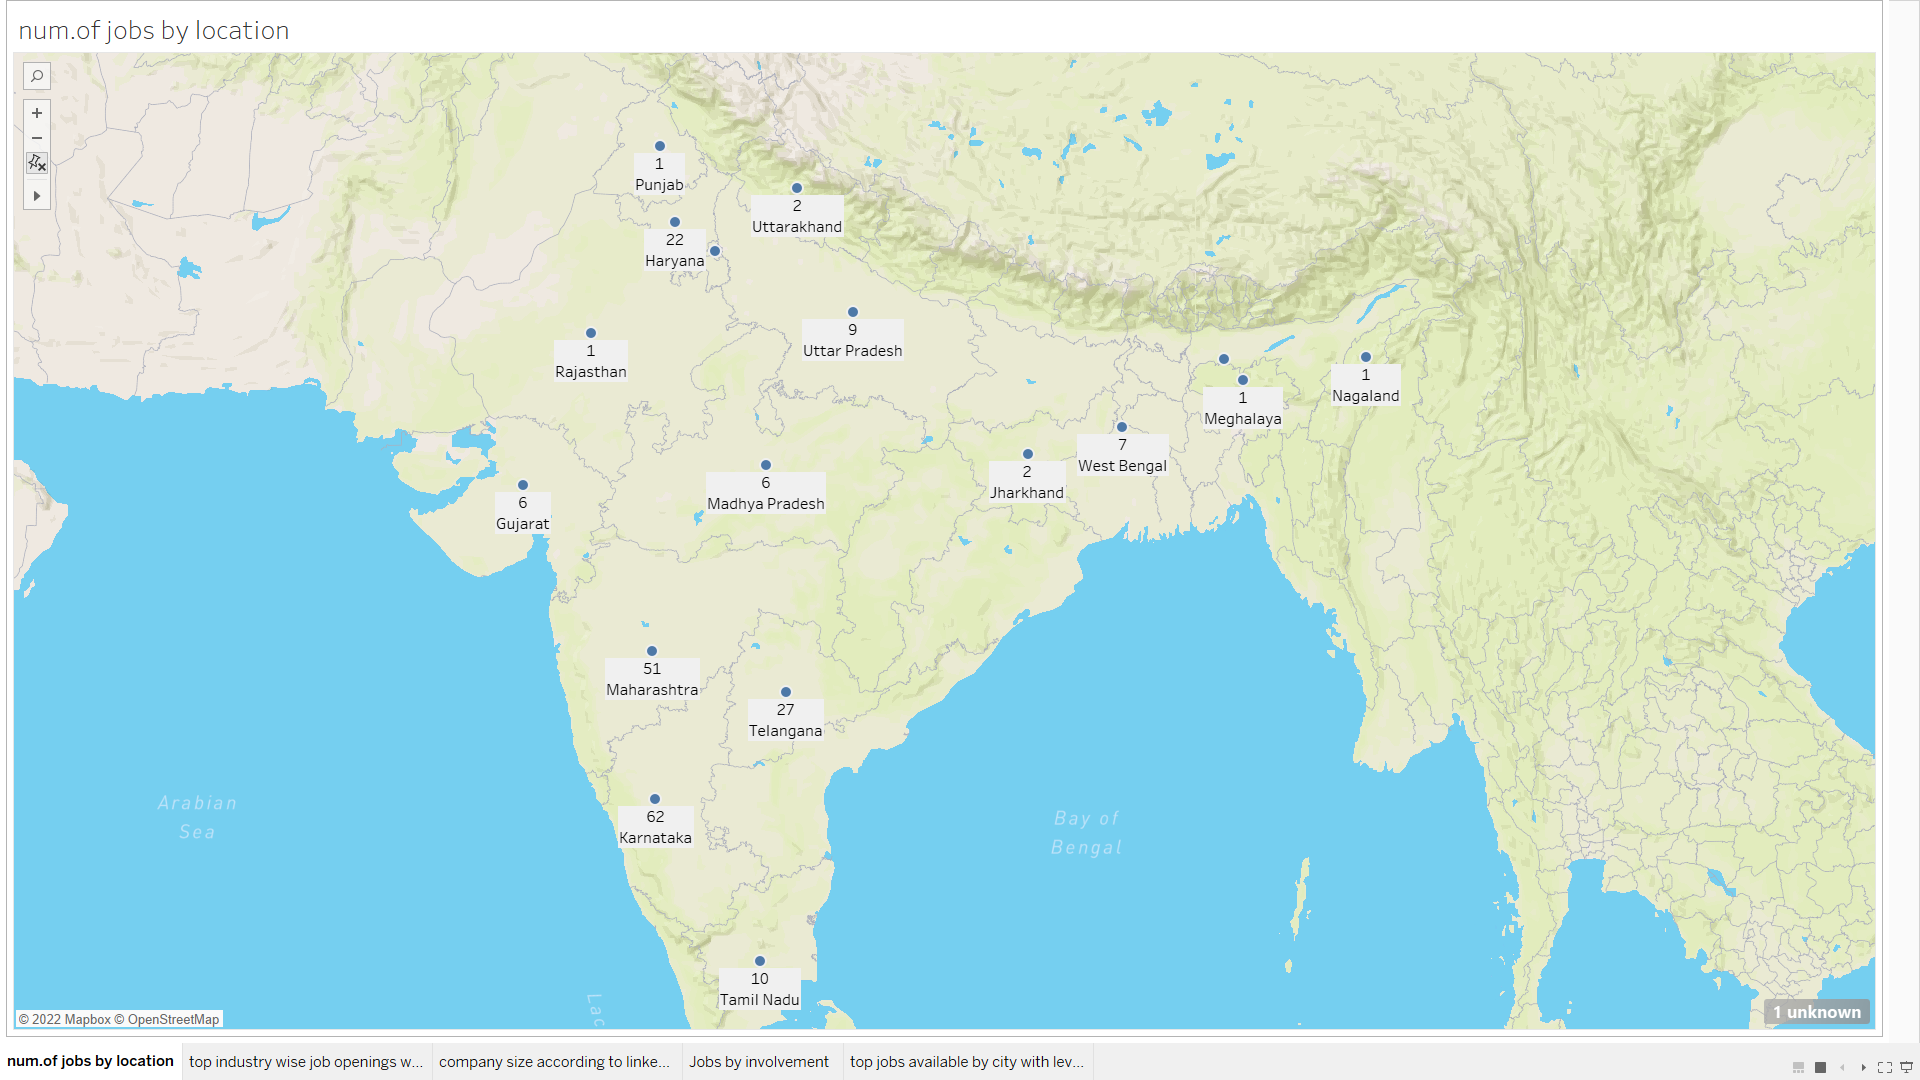 num.of jobs by location
1
Punjab
2
Uttarakhand
22
Haryana
9
Uttar Pradesh
1
Rajasthan
1
Nagaland
1
Meghalaya
7
West Bengal
2
Jharkhand
6
Madhya Pradesh
6
Gujarat
51
Maharashtra
27
Telangana
62
Karnataka
Arabian
Sea
Bay of
Bengal
10
Tamil Nadu
Lac
© 2022 Mapbox © OpenStreetMap
1 unknown
num.of jobs by location
top industry wise job openings w...
company size according to linke...
Jobs by involvement
top jobs available by city with lev...